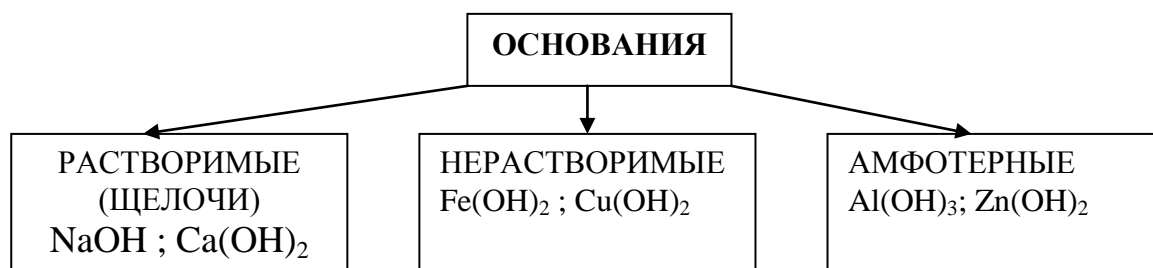 ОСНОВАНИЯ
РАСТВОРИМЫЕ
(ЩЕЛОЧИ)
NaOH ; Ca(OH)₂
НЕРАСТВОРИМЫЕ
Fe(OH)₂ ; Cu(OH)₂
АМФОТЕРНЫЕ
Al(OH)₃; Zn(OH)₂